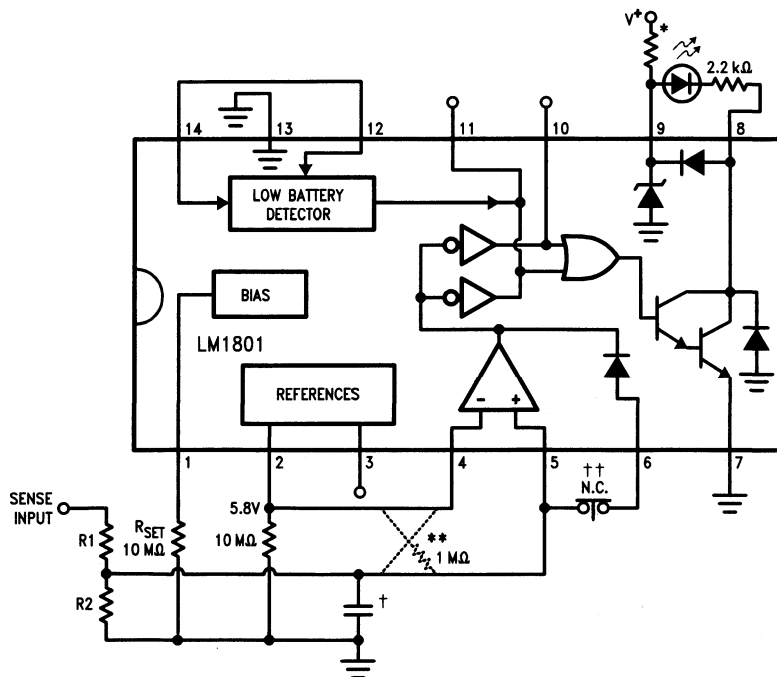 V+
*
2.2 kΩ
14
13
12
11
10
9
8
LOW BATTERY
DETECTOR
BIAS
LM1801
REFERENCES
-
+
1
2
3
4
5
6
7
††
N.C.
SENSE
INPUT
5.8V
R1
RSET
10 MΩ
10 MΩ
**
1 MΩ
R2
†